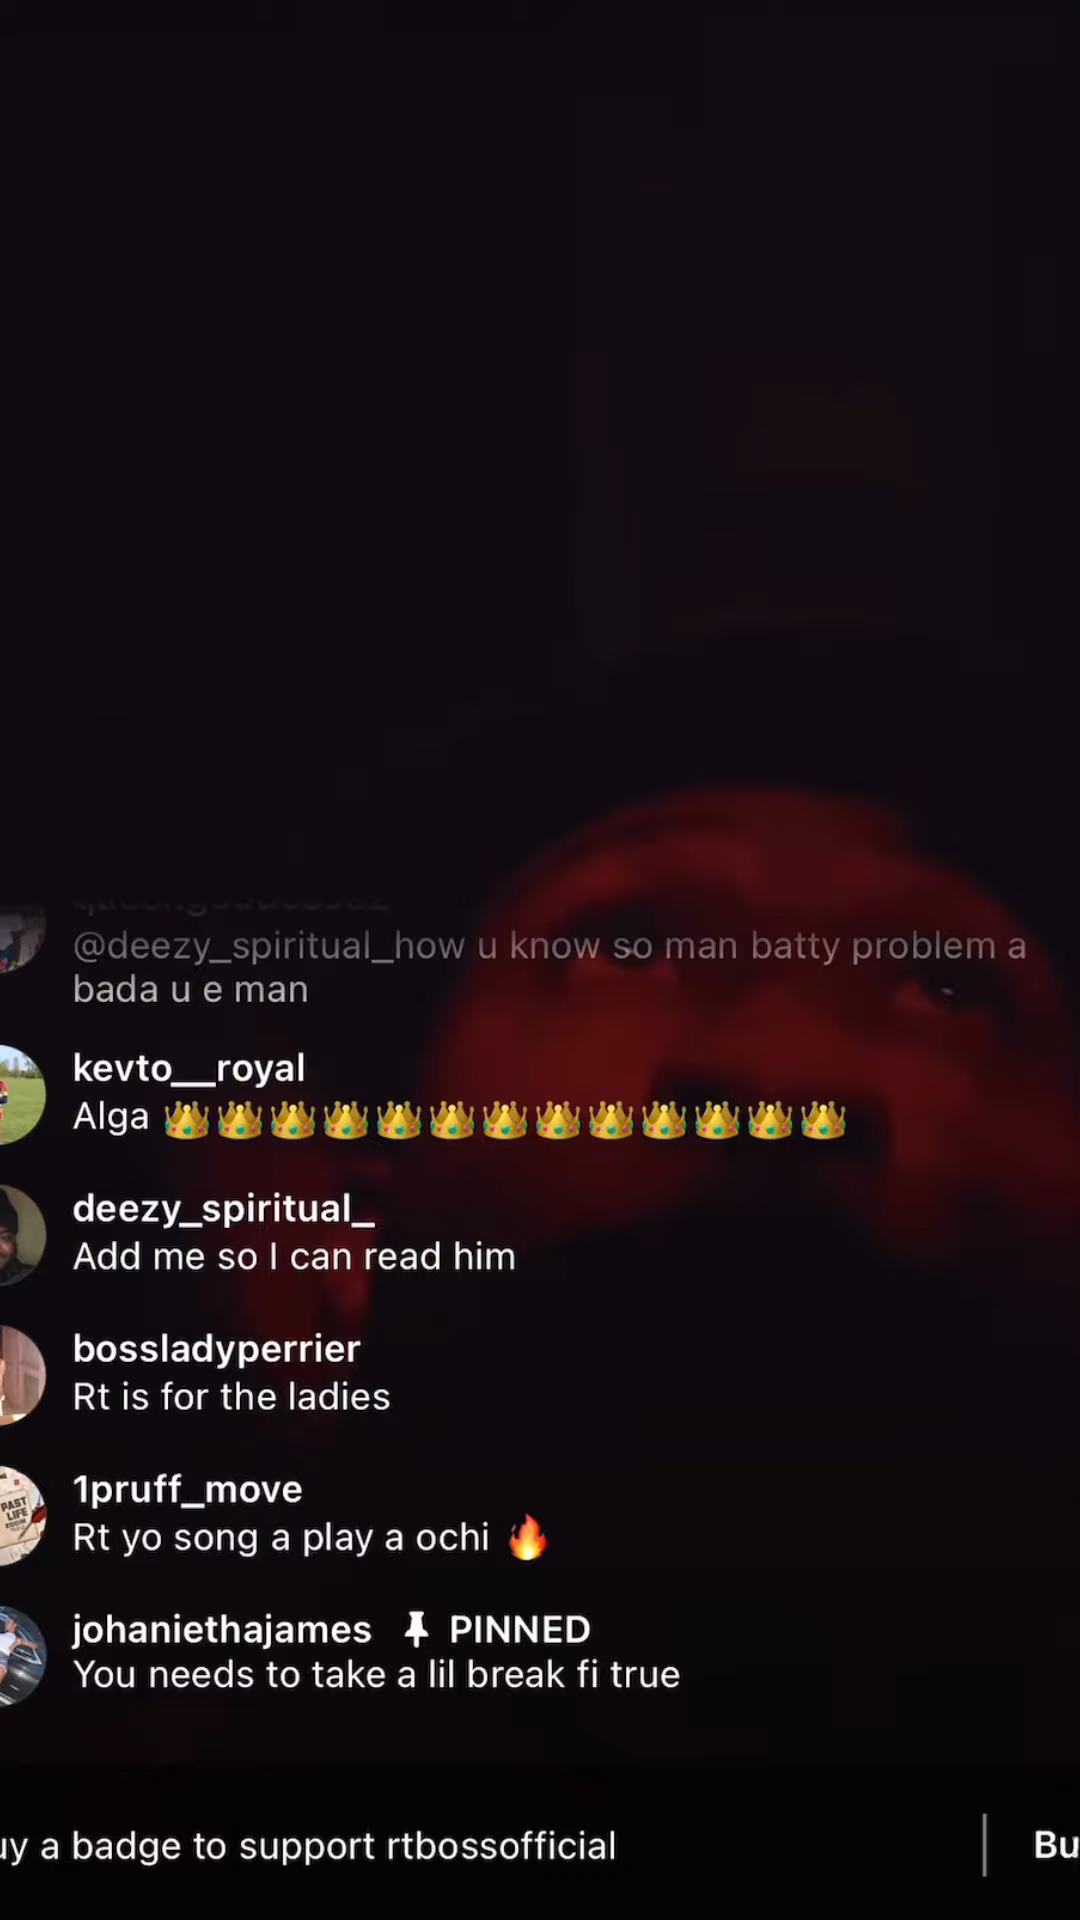 @deezy_spiritual_how u know so man batty problem a
bada u e man
kevto__royal
Alga 👑👑👑👑👑👑👑👑👑👑👑👑👑
deezy_spiritual_
Add me so I can read him
bossladyperrier
Rt is for the ladies
1pruff_move
PAST
LIFE
Rt yo song a play a ochi 🔥
johaniethajames 📌 PINNED
You needs to take a lil break fi true
uy a badge to support rtbossofficial
Bu